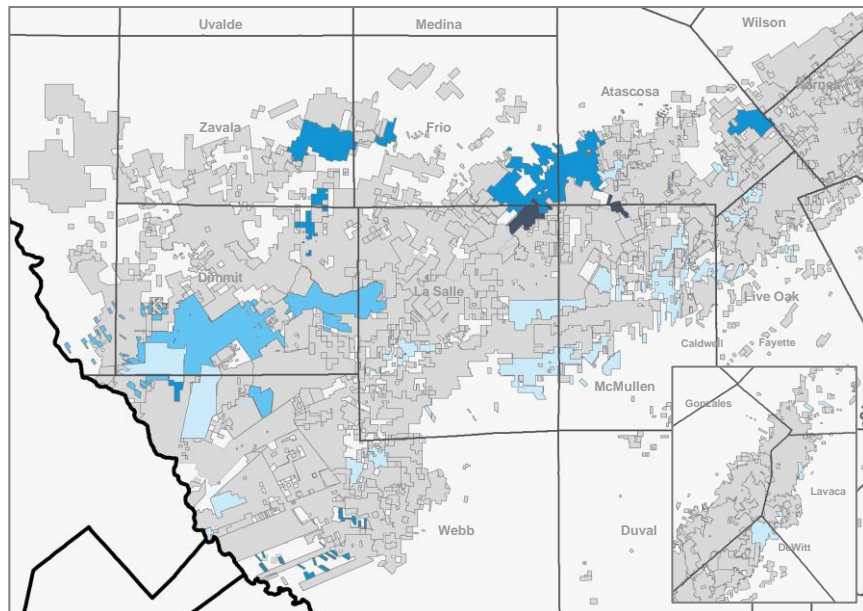 Uvalde
Medina
Wilson
Karnes
Atascosa
Zavala
Frio
Dimmit
La Salle
Live Oak
Caldwell
Fayette
McMullen
Gonzales
Lavaca
DeWitt
Webb
Duval